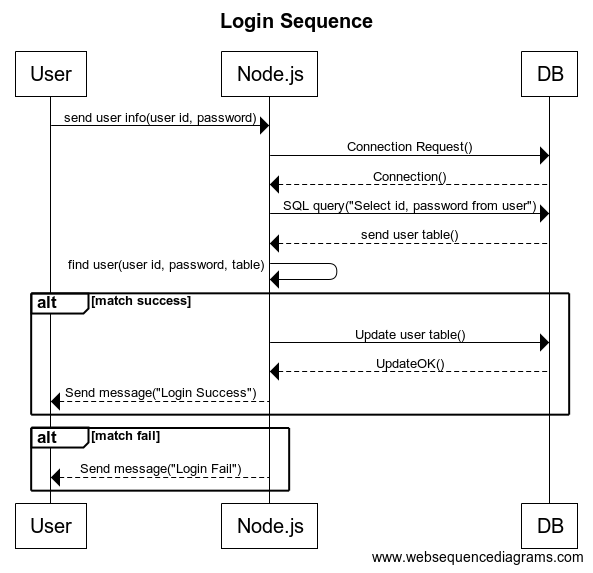 Login Sequence
User
Node.js
DB
send user info(user id, password)
Connection Request()
Connection()
SQL query("Select id, password from user")
send user table()
find user(user id, password, table)
alt [match success]
Update user table()
UpdateOK()
Send message("Login Success")
alt [match fail]
Send message("Login Fail")
User
Node.js
DB
www.websequencediagrams.com